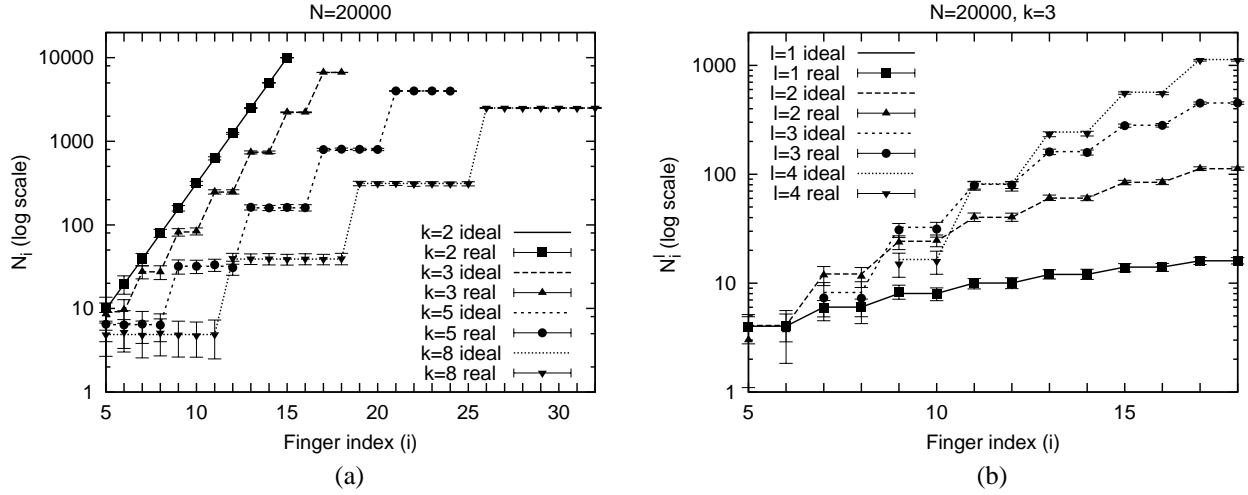 N=20000
N_i (log scale)
10000
1000
100
10
1
k=2 ideal
k=2 real
k=3 ideal
k=3 real
k=5 ideal
k=5 real
k=8 ideal
k=8 real
5 10 15 20 25 30
Finger index (i)
(a)
N=20000, k=3
N_i^l (log scale)
1000
100
10
1
l=1 ideal
l=1 real
l=2 ideal
l=2 real
l=3 ideal
l=3 real
l=4 ideal
l=4 real
5 10 15
Finger index (i)
(b)